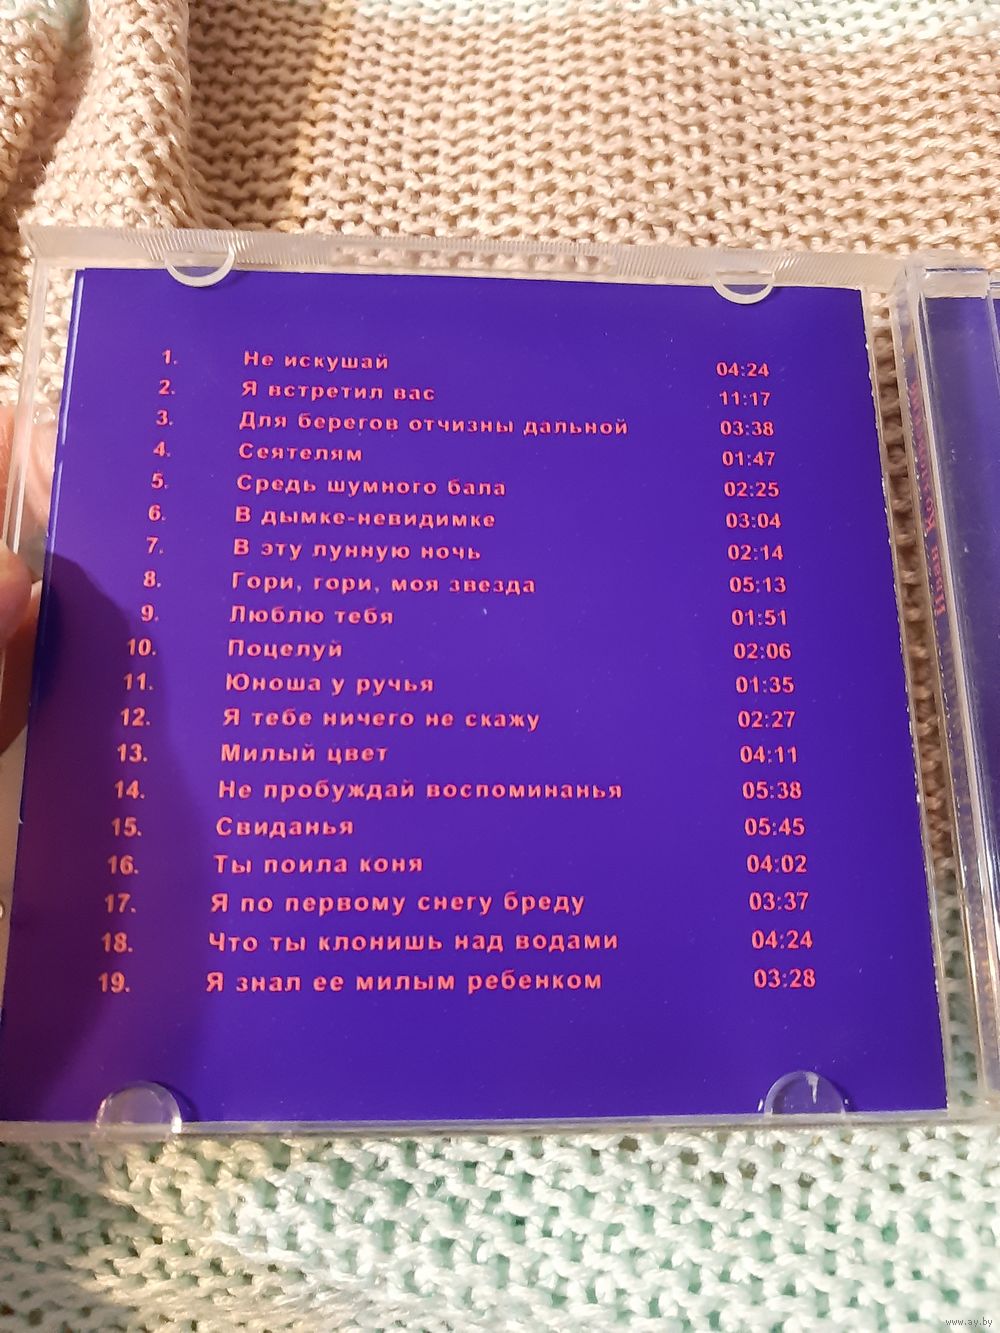 1. Не искушай 04:24
2. Я встретил вас 11:17
3. Для берегов отчизны дальной 03:38
4. Сеятелям 01:47
5. Средь шумного бала 02:25
6. В дымке-невидимке 03:04
7. В эту лунную ночь 02:14
8. Гори, гори, моя звезда 05:13
9. Люблю тебя 01:51
10. Поцелуй 02:06
11. Юноша у ручья 01:35
12. Я тебе ничего не скажу 02:27
13. Милый цвет 04:11
14. Не пробуждай воспоминанья 05:38
15. Свиданья 05:45
16. Ты поила коня 04:02
17. Я по первому снегу бреду 03:37
18. Что ты клонишь над водами 04:24
19. Я знал ее милым ребенком 03:28
Иван
www.ay.by